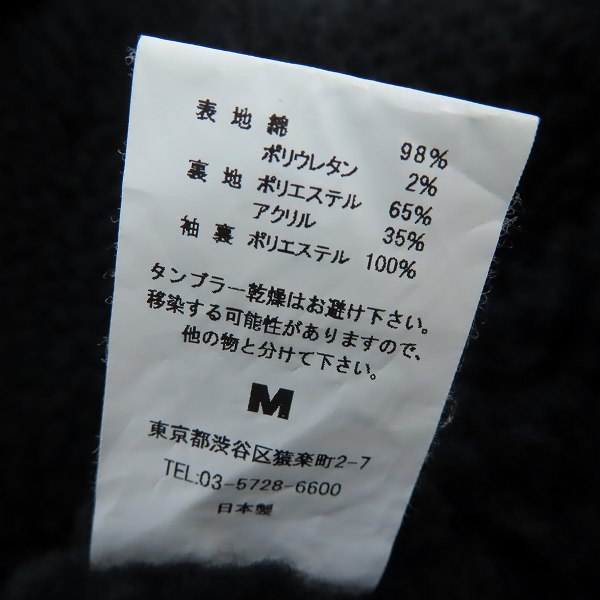 表地 綿 98%
ポリウレタン 2%
裏地 ポリエステル 65%
アクリル 35%
袖裏 ポリエステル 100%
タンブラー乾燥はお避け下さい。
移染する可能性がありますので、
他の物と分けて下さい。
M
東京都渋谷区猿楽町2-7
TEL:03-5728-6600
日本製